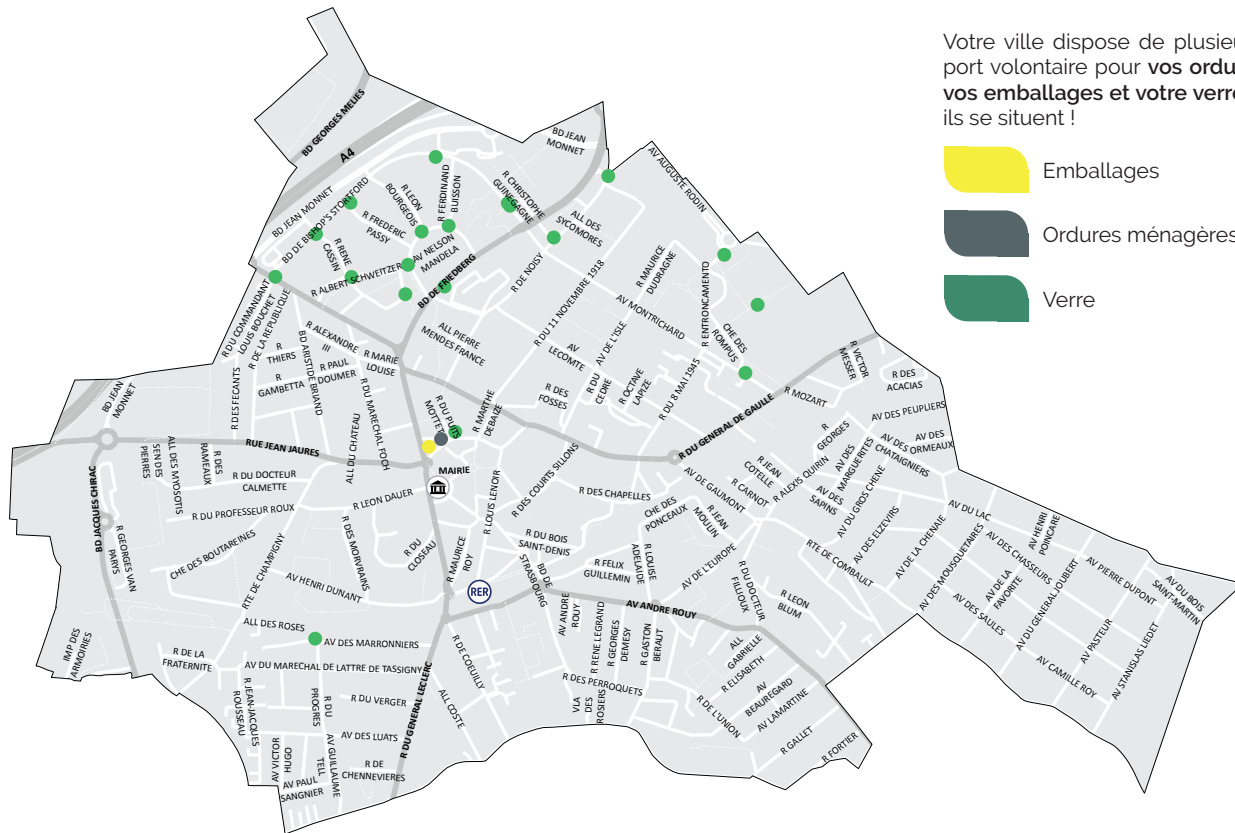 Votre ville dispose de plusieu
port volontaire pour vos ordu
vos emballages et votre verre
ils se situent !
Emballages
Ordures ménagères
Verre
BD GEORGES MELIES
A4
BD JEAN MONNET
BD DE BISHOP'S STORTFORD
R LEON
BOURGEOIS
R FERDINAND
BUISSON
R CHRISTOPHE
GUINEGAGNE
BD JEAN
MONNET
AV AUGUSTE RODIN
R FREDERIC
PASSY
R RENE
CASSIN
R ALBERT SCHWEITZER
AV NELSON
MANDELA
BD DE FRIEDBERG
ALL DES
SYCOMORES
R DE NOISY
R MAURICE
DUDRAGNE
R DU COMMANDANT
LOUIS BOUCHET
R DE LA REPUBLIQUE
R DU 11 NOVEMBRE 1918
AV MONTRICHARD
R ENTRONCAMENTO
CHE DES
ROMPUS
R ALEXANDRE
III
R MARIE
LOUISE
ALL PIERRE
MENDES FRANCE
AV
LECOMTE
AV DE L'ISLE
R VICTOR
MESSER
R DES
ACACIAS
R
THIERS
R PAUL
DOUMER
BD ARISTIDE BRIAND
R
GAMBETTA
R DES FECANTS
R DU MARECHAL FOCH
ALL DU CHATEAU
R DU PUITS
MOTTET
R MARTHE
DEBAIZE
R DES
FOSSES
R DU
CEDRE
R OCTAVE
LAPIZE
R DU 8 MAI 1945
R MOZART
AV DES PEUPLIERS
BD JEAN
MONNET
RUE JEAN JAURES
R DU GENERAL DE GAULLE
R
GEORGES
AV DES
ORMEAUX
AV DES
CHATAIGNIERS
AV DES
MARGUERITES
SEN DES
PIERRES
ALL DES MYOSOTIS
R DES
RAMEAUX
R DU DOCTEUR
CALMETTE
MAIRIE
R LOUIS LENOIR
R DES COURTS SILLONS
R JEAN
COTELLE
R ALEXIS QUIRIN
R CARNOT
AV DE GAUMONT
AV DES
SAPINS
AV DU GROS CHENE
R DU PROFESSEUR ROUX
R LEON DAUER
R DES CHAPELLES
CHE DES
PONCEAUX
R JEAN
MOULIN
AV DES ELZEVIRS
AV DE LA CHENAIE
AV DU LAC
AV HENRI
POINCARE
BD JACQUES CHIRAC
R GEORGES VAN
PARYS
CHE DES BOUTAREINES
R DES MORVRAINS
R DU
CLOSEAU
R MAURICE
ROY
R DU BOIS
SAINT-DENIS
R FELIX
GUILLEMIN
R LOUISE
ADELAIDE
AV DE L'EUROPE
RTE DE COMBAULT
AV DES MOUSQUETAIRES
AV DES CHASSEURS
AV PIERRE DUPONT
AV DU BOIS
SAINT-MARTIN
RTE DE CHAMPIGNY
AV HENRI DUNANT
RER
BD DE
STRASBOURG
AV ANDRE
ROUY
AV ANDRE ROUY
R DU DOCTEUR
FILLIOUX
R LEON
BLUM
AV DES SAULES
AV DE LA
FAVORITE
AV DU GENERAL JOUBERT
AV PASTEUR
AV STANISLAS LIEDET
AV CAMILLE ROY
IMP DES
ARMOIRIES
ALL DES ROSES
AV DES MARRONNIERS
R DE LA
FRATERNITE
AV DU MARECHAL DE LATTRE DE TASSIGNY
R DE COEUILLY
R RENE LEGRAND
R GEORGES
DEMESY
R GASTON
BERAUT
ALL
GABRIELLE
R ELISABETH
R DES PERROQUETS
VLA
DES
ROSIERS
R DE L'UNION
AV
BEAUREGARD
AV LAMARTINE
R GALLET
R FORTIER
R JEAN-JACQUES
ROUSSEAU
R DU
PROGRES
R DU VERGER
R DU GENERAL LECLERC
ALL COSTE
AV DES LUATS
AV VICTOR
HUGO
AV GUILLAUME
TELL
R DE
CHENNEVIERES
AV PAUL
SANGNIER